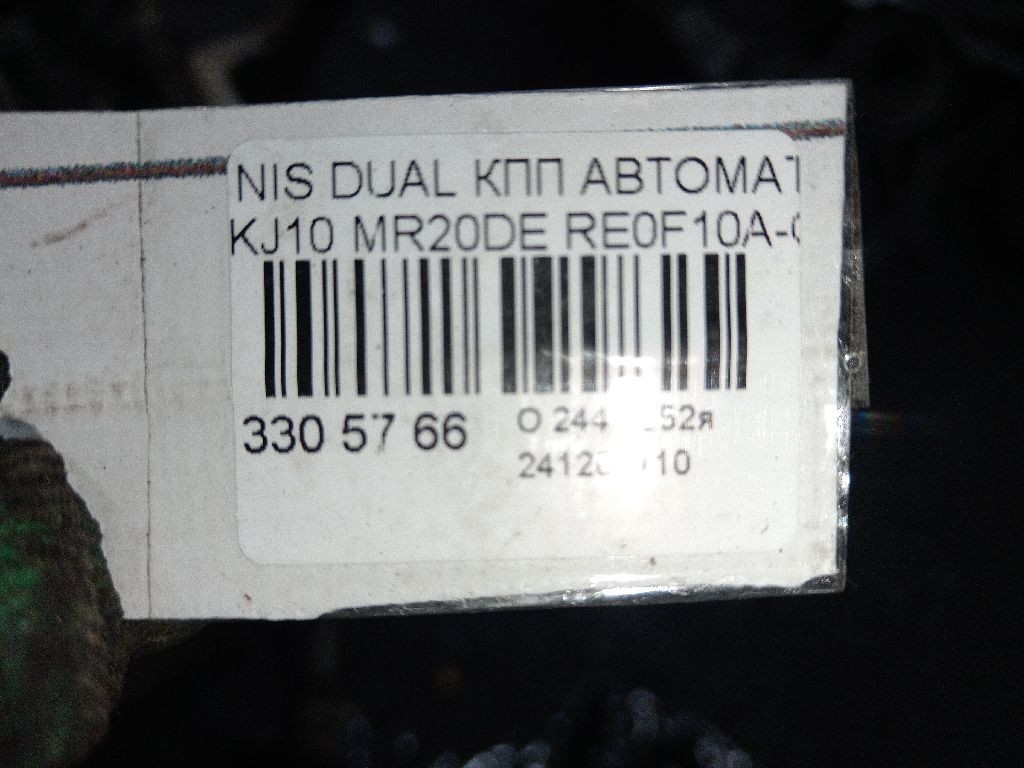 NIS DUAL КПП АВТОМАТ
KJ10 MR20DE RE0F10A-
330 57 66
О